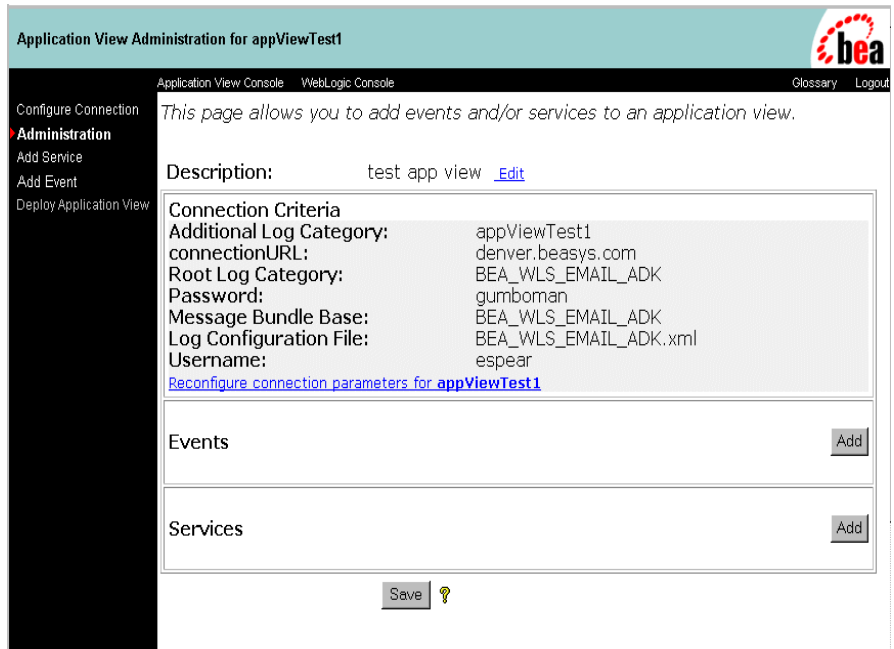 Application View Administration for appViewTest1
bea
Application View Console WebLogic Console Glossary Logout
Configure Connection
Administration
Add Service
Add Event
Deploy Application View
This page allows you to add events and/or services to an application view.
Description: test app view Edit
Connection Criteria
Additional Log Category: appViewTest1
connectionURL: denver.beasys.com
Root Log Category: BEA_WLS_EMAIL_ADK
Password: gumboman
Message Bundle Base: BEA_WLS_EMAIL_ADK
Log Configuration File: BEA_WLS_EMAIL_ADK.xml
Username: espear
Reconfigure connection parameters for appViewTest1
Events Add
Services Add
Save ?